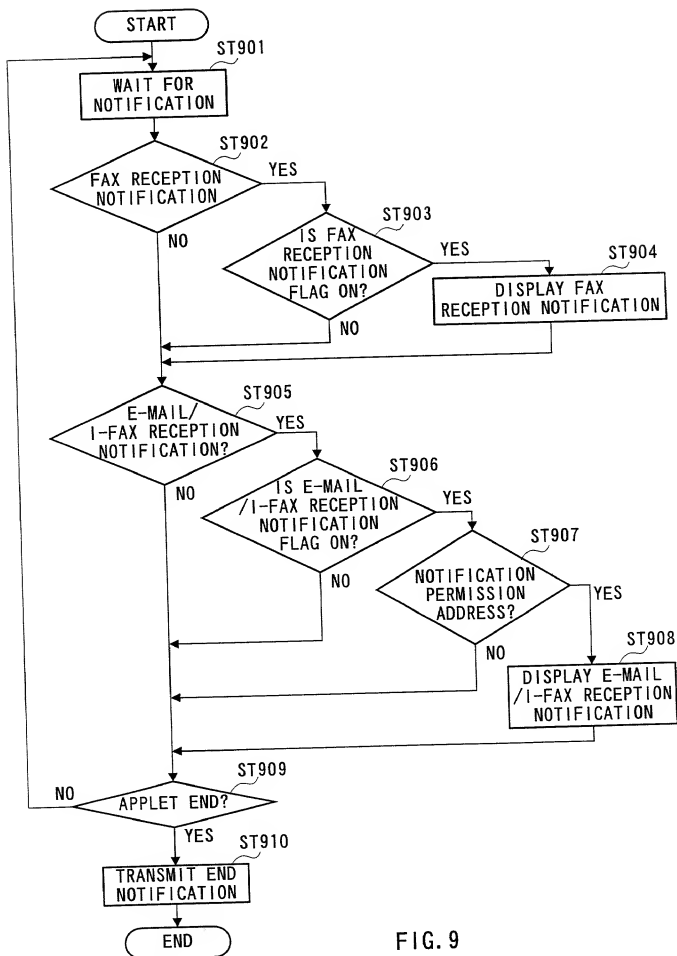 START
ST901
WAIT FOR
NOTIFICATION
ST902
FAX RECEPTION
NOTIFICATION
YES
NO
ST903
IS FAX
RECEPTION
NOTIFICATION
FLAG ON?
YES
NO
ST904
DISPLAY FAX
RECEPTION NOTIFICATION
ST905
E-MAIL/
I-FAX RECEPTION
NOTIFICATION?
YES
NO
ST906
IS E-MAIL
/I-FAX RECEPTION
NOTIFICATION
FLAG ON?
YES
NO
ST907
NOTIFICATION
PERMISSION
ADDRESS?
YES
NO
ST908
DISPLAY E-MAIL
/I-FAX RECEPTION
NOTIFICATION
ST909
APPLET END?
NO
YES
ST910
TRANSMIT END
NOTIFICATION
END
FIG. 9